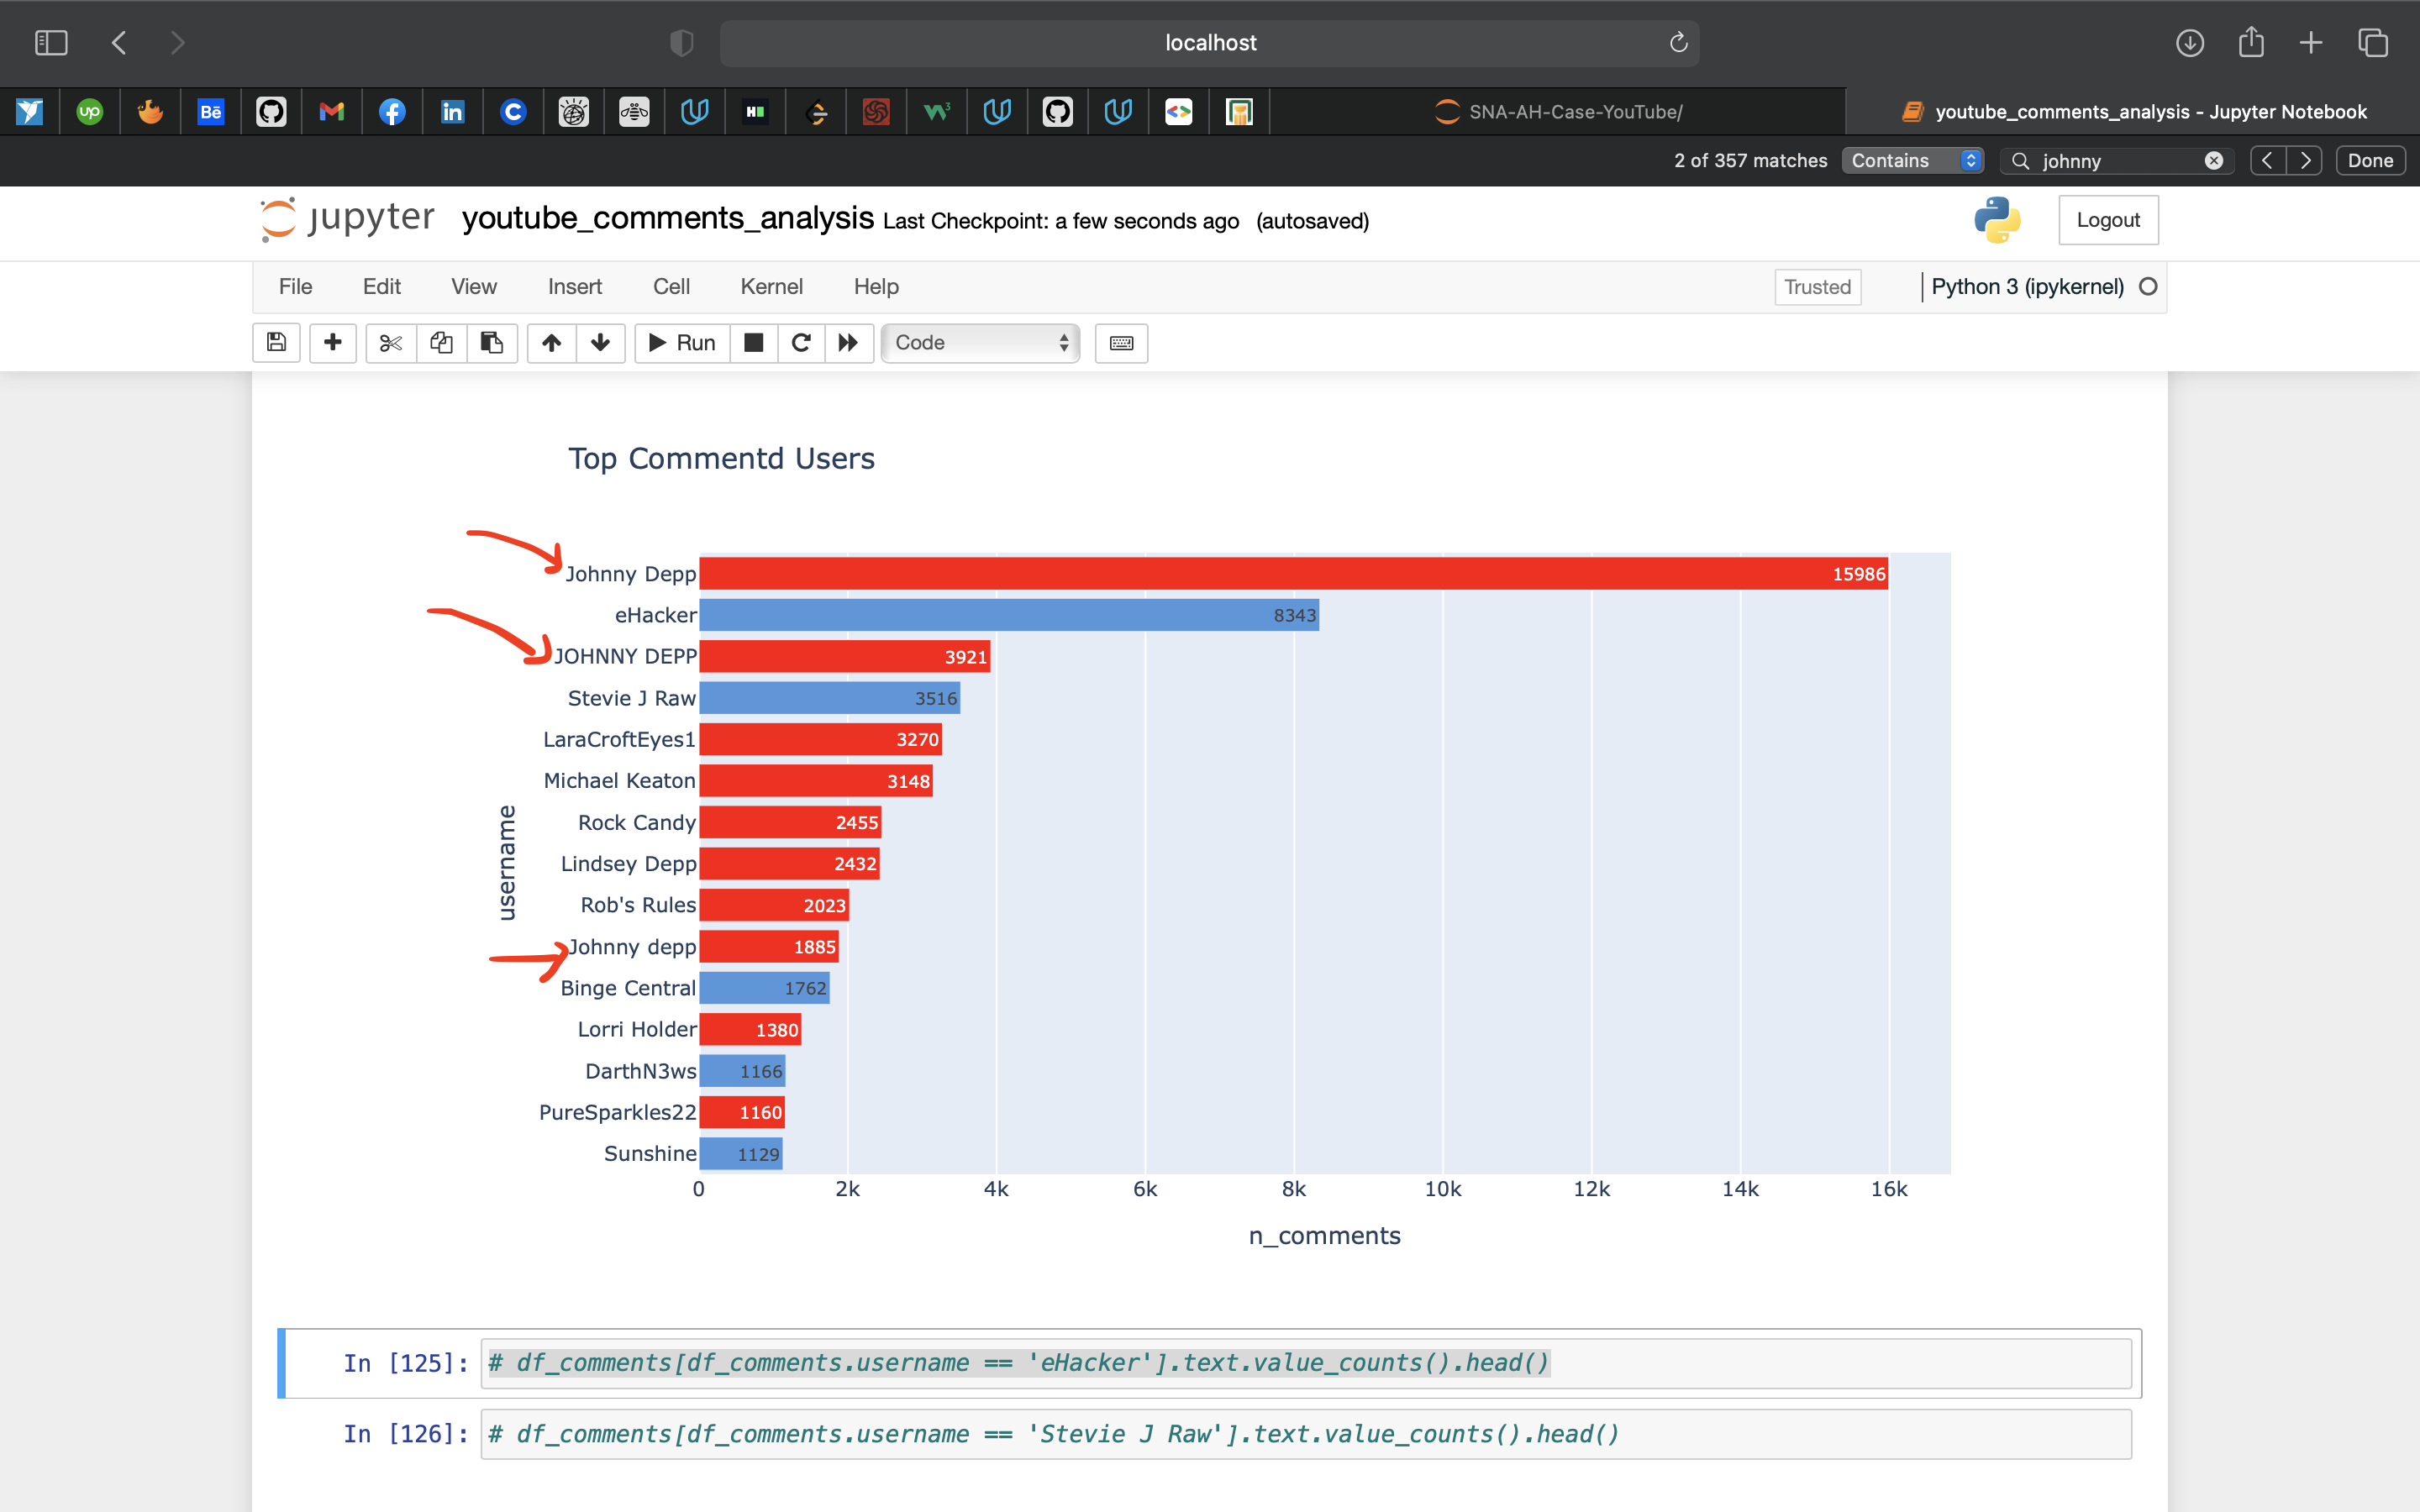 localhost
up
Bē
in
C
H
W3
SNA-AH-Case-YouTube/
youtube_comments_analysis - Jupyter Notebook
2 of 357 matches
Contains
johnny
Done
jupyter
youtube_comments_analysis Last Checkpoint: a few seconds ago (autosaved)
Logout
File Edit View Insert Cell Kernel Help
Trusted
Python 3 (ipykernel)
Run
Code
Top Commentd Users
Johnny Depp 15986
eHacker 8343
JOHNNY DEPP 3921
Stevie J Raw 3516
LaraCroftEyes1 3270
Michael Keaton 3148
Rock Candy 2455
Lindsey Depp 2432
Rob's Rules 2023
Johnny depp 1885
Binge Central 1762
Lorri Holder 1380
DarthN3ws 1166
PureSparkles22 1160
Sunshine 1129
username
0 2k 4k 6k 8k 10k 12k 14k 16k
n_comments
In [125]: # df_comments[df_comments.username == 'eHacker'].text.value_counts().head()
In [126]: # df_comments[df_comments.username == 'Stevie J Raw'].text.value_counts().head()